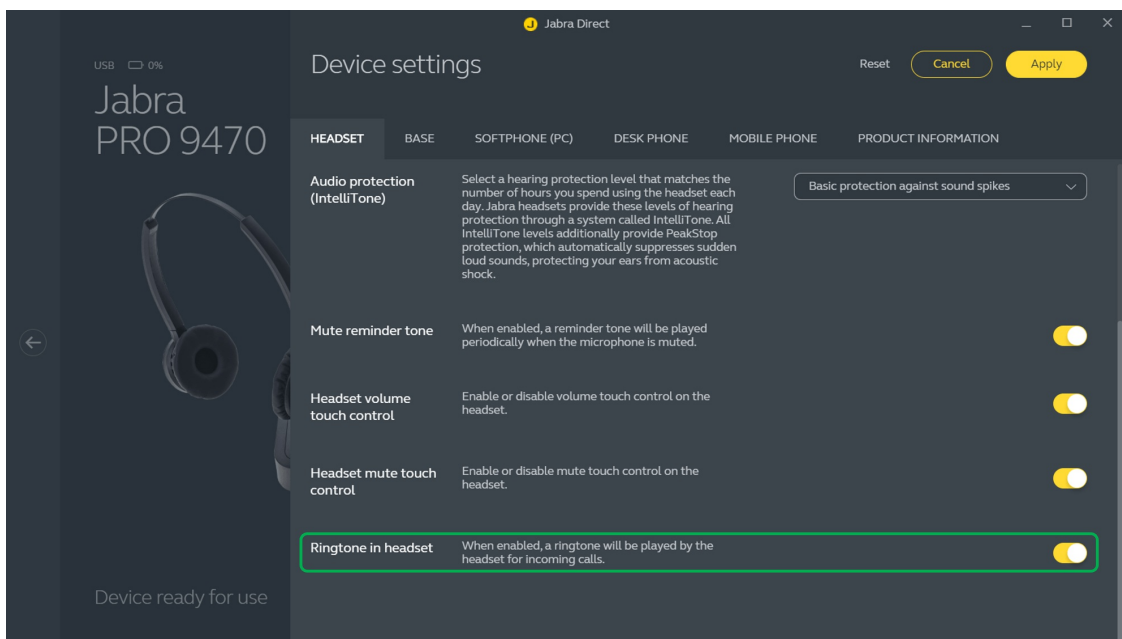 Jabra Direct
USB 0%
Jabra
PRO 9470
Device ready for use
Device settings
Reset
Cancel
Apply
HEADSET BASE SOFTPHONE (PC) DESK PHONE MOBILE PHONE PRODUCT INFORMATION
Audio protection
(IntelliTone)
Select a hearing protection level that matches the
number of hours you spend using the headset each
day. Jabra headsets provide these levels of hearing
protection through a system called IntelliTone. All
IntelliTone levels additionally provide PeakStop
protection, which automatically suppresses sudden
loud sounds, protecting your ears from acoustic
shock.
Basic protection against sound spikes
Mute reminder tone
When enabled, a reminder tone will be played
periodically when the microphone is muted.
Headset volume
touch control
Enable or disable volume touch control on the
headset.
Headset mute touch
control
Enable or disable mute touch control on the
headset.
Ringtone in headset
When enabled, a ringtone will be played by the
headset for incoming calls.